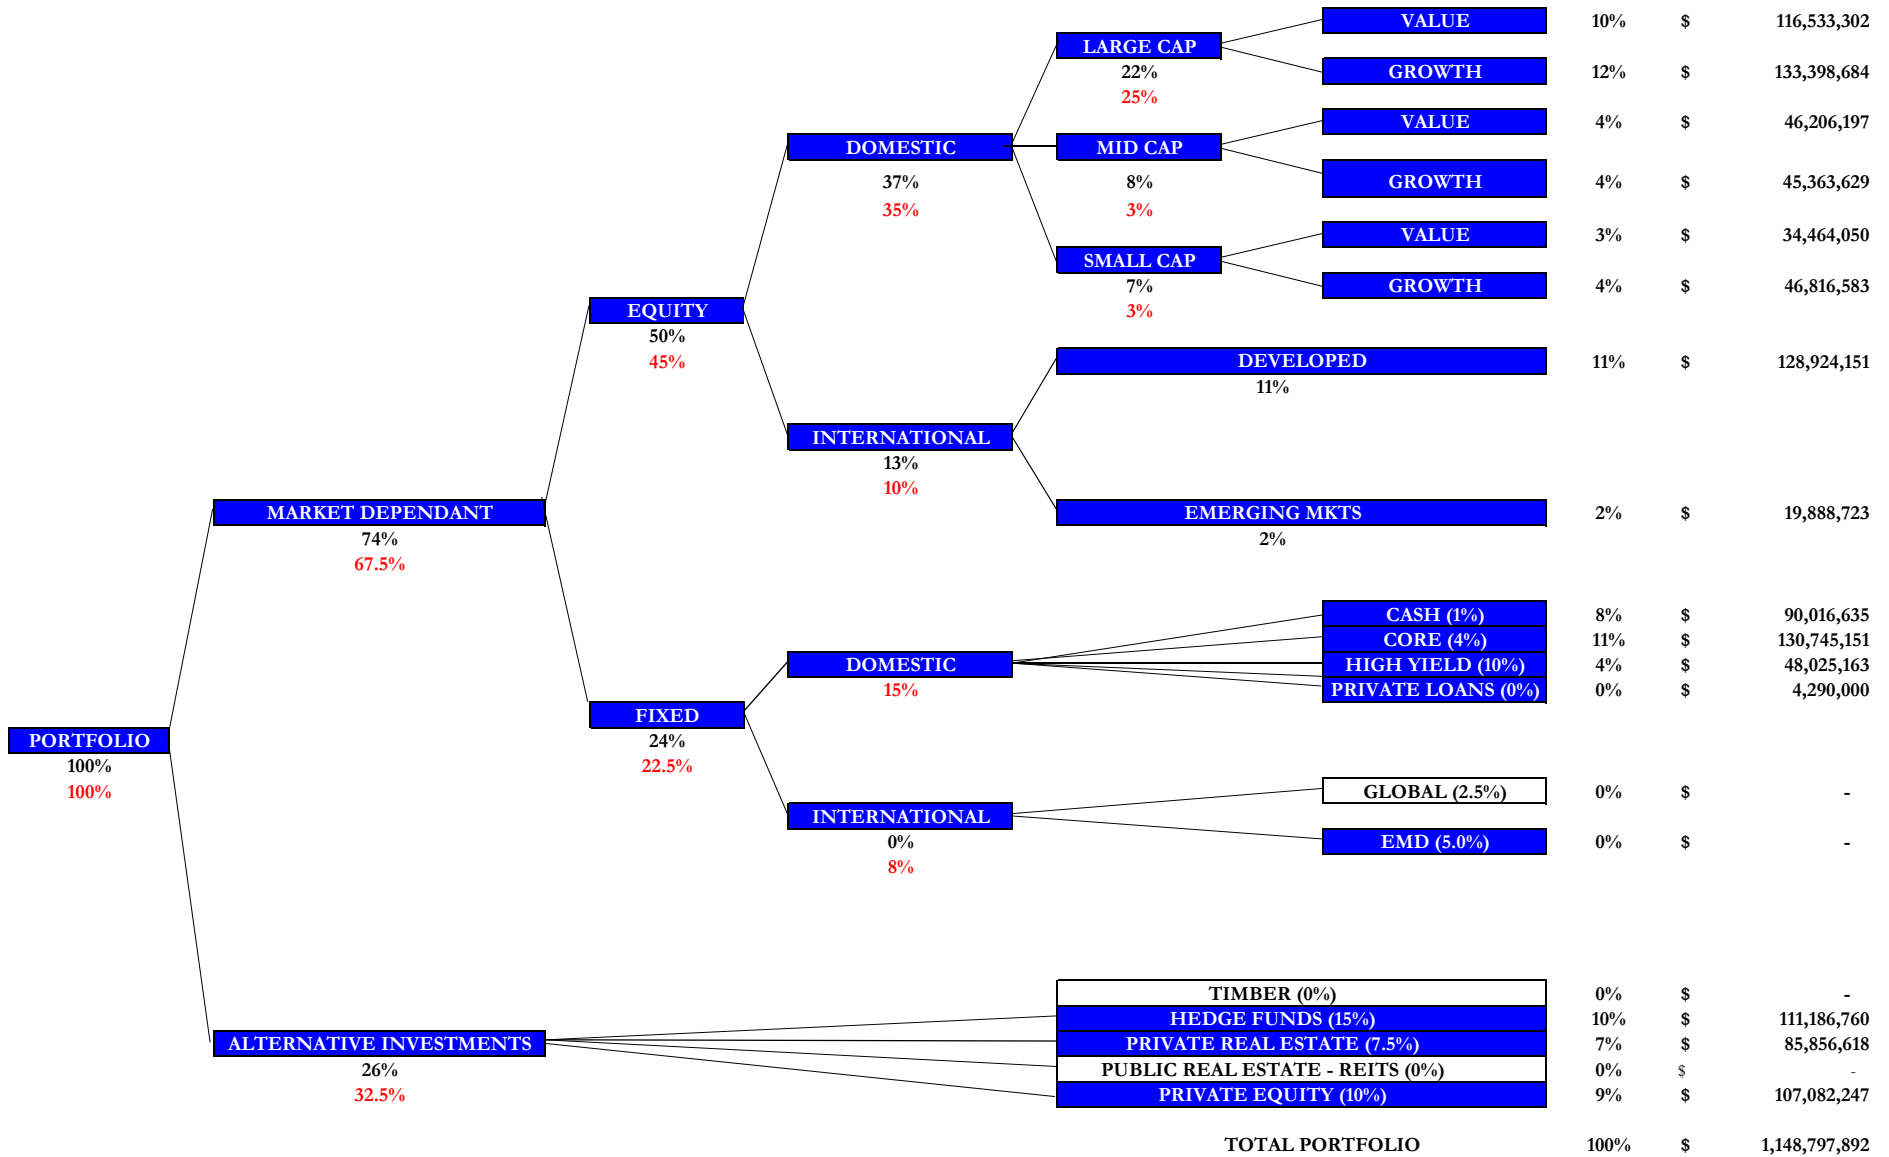 VALUE 10% $ 116,533,302
LARGE CAP
22%
25%
GROWTH 12% $ 133,398,684
VALUE 4% $ 46,206,197
DOMESTIC
37%
35%
MID CAP
8%
3%
GROWTH 4% $ 45,363,629
VALUE 3% $ 34,464,050
SMALL CAP
7%
3%
GROWTH 4% $ 46,816,583
EQUITY
50%
45%
DEVELOPED 11% $ 128,924,151
11%
INTERNATIONAL
13%
10%
MARKET DEPENDANT
74%
67.5%
EMERGING MKTS 2% $ 19,888,723
2%
CASH (1%) 8% $ 90,016,635
CORE (4%) 11% $ 130,745,151
DOMESTIC
15%
HIGH YIELD (10%) 4% $ 48,025,163
PRIVATE LOANS (0%) 0% $ 4,290,000
FIXED
24%
22.5%
PORTFOLIO
100%
100%
GLOBAL (2.5%) 0% $ -
INTERNATIONAL
0%
8%
EMD (5.0%) 0% $ -
TIMBER (0%) 0% $ -
HEDGE FUNDS (15%) 10% $ 111,186,760
ALTERNATIVE INVESTMENTS
26%
32.5%
PRIVATE REAL ESTATE (7.5%) 7% $ 85,856,618
PUBLIC REAL ESTATE - REITS (0%) 0% $ -
PRIVATE EQUITY (10%) 9% $ 107,082,247
TOTAL PORTFOLIO 100% $ 1,148,797,892